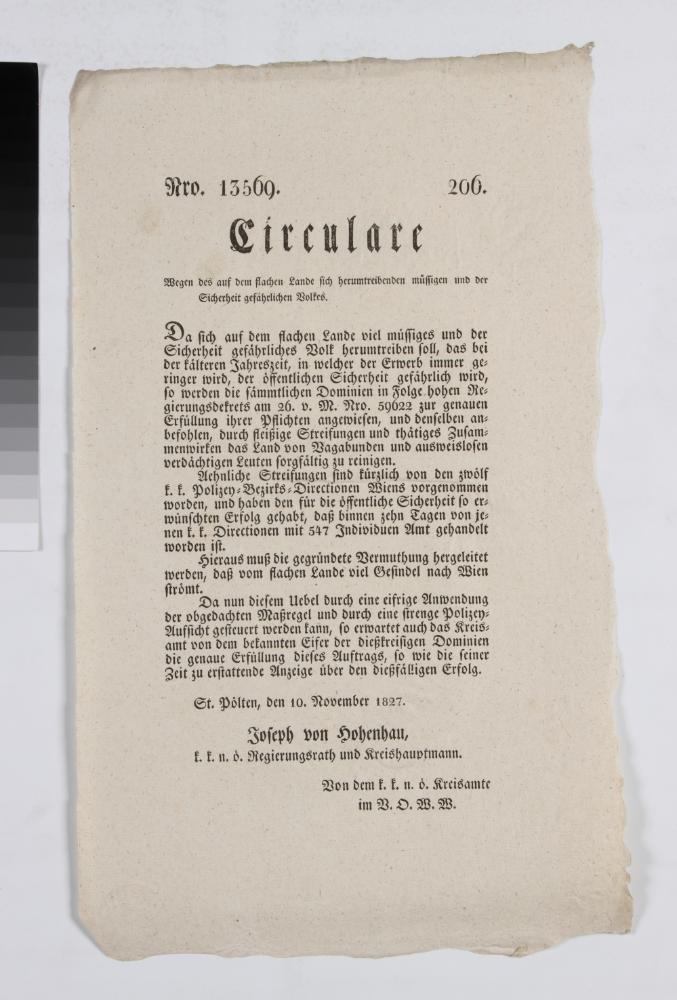 Nro. 13569. 206.
Circulare
Wegen des auf dem flachen Lande sich herumtreibenden müssigen und der
Sicherheit gefährlichen Volkes.
Da sich auf dem flachen Lande viel müssiges und der
Sicherheit gefährliches Volk herumtreiben soll, das bei
der kälteren Jahreszeit, in welcher der Erwerb immer ge-
ringer wird, der öffentlichen Sicherheit gefährlich wird,
so werden die sämmtlichen Dominien in Folge hohen Re-
gierungsdekrets am 26. v. M. Nro. 59622 zur genauen
Erfüllung ihrer Pflichten angewiesen, und denselben an-
befohlen, durch fleißige Streifungen und thätiges Zusam-
menwirken das Land von Vagabunden und ausweislosen
verdächtigen Leuten sorgfältig zu reinigen.
Aehnliche Streifungen sind kürzlich von den zwölf
k. k. Polizey-Bezirks-Directionen Wiens vorgenommen
worden, und haben den für die öffentliche Sicherheit so er-
wünschten Erfolg gehabt, daß binnen zehn Tagen von je-
nen k. k. Directionen mit 547 Individuen Amt gehandelt
worden ist.
Hieraus muß die gegründete Vermuthung hergeleitet
werden, daß vom flachen Lande viel Gesindel nach Wien
strömt.
Da nun diesem Uebel durch eine eifrige Anwendung
der obgedachten Maßregel und durch eine strenge Polizey-
Aufsicht gesteuert werden kann, so erwartet auch das Kreis-
amt von dem bekannten Eifer der dießkreisigen Dominien
die genaue Erfüllung dieses Auftrags, so wie die seiner
Zeit zu erstattende Anzeige über den dießfälligen Erfolg.
St. Pölten, den 10. November 1827.
Joseph von Hohenhau,
k. k. n. ö. Regierungsrath und Kreishauptmann.
Von dem k. k. n. ö. Kreisamte
im V. O. W. W.